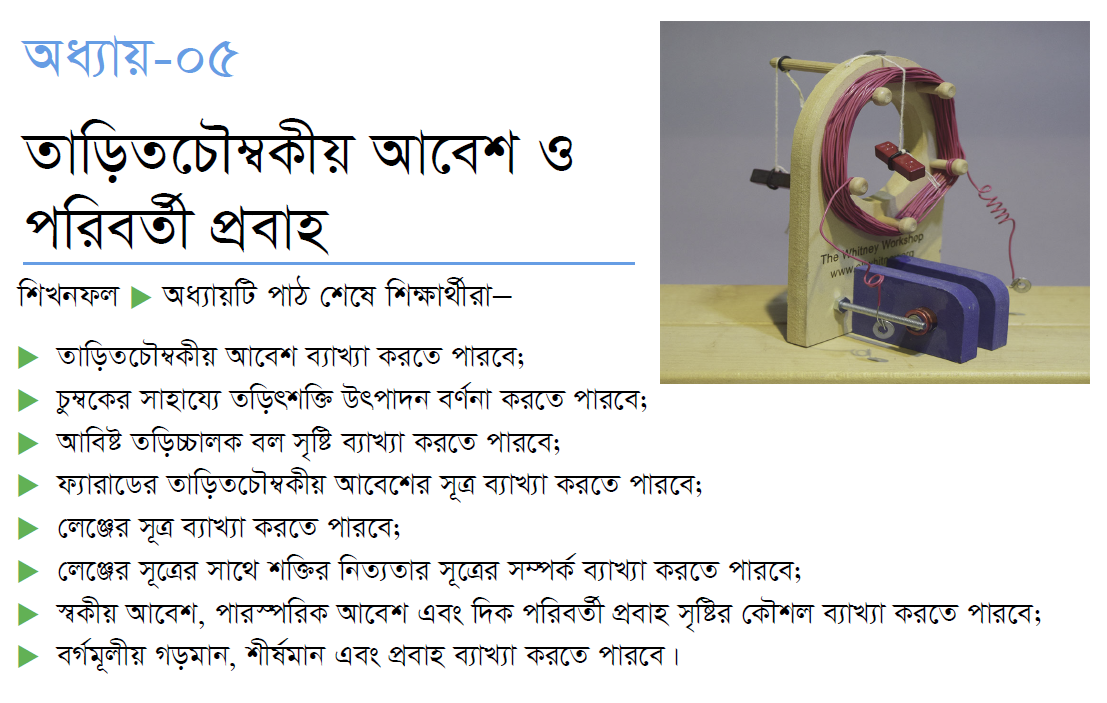 অধ্যায়-০৫
তাড়িতচৌম্বকীয় আবেশ ও
পরিবর্তী প্রবাহ
The Whitney Workshop
শিখনফল ▶ অধ্যায়টি পাঠ শেষে শিক্ষার্থীরা–
▶ তাড়িতচৌম্বকীয় আবেশ ব্যাখ্যা করতে পারবে;
▶ চুম্বকের সাহায্যে তড়িৎশক্তি উৎপাদন বর্ণনা করতে পারবে;
▶ আবিষ্ট তড়িচ্চালক বল সৃষ্টি ব্যাখ্যা করতে পারবে;
▶ ফ্যারাডের তাড়িতচৌম্বকীয় আবেশের সূত্র ব্যাখ্যা করতে পারবে;
▶ লেঞ্জের সূত্র ব্যাখ্যা করতে পারবে;
▶ লেঞ্জের সূত্রের সাথে শক্তির নিত্যতার সূত্রের সম্পর্ক ব্যাখ্যা করতে পারবে;
▶ স্বকীয় আবেশ, পারস্পরিক আবেশ এবং দিক পরিবর্তী প্রবাহ সৃষ্টির কৌশল ব্যাখ্যা করতে পারবে;
▶ বর্গমূলীয় গড়মান, শীর্ষমান এবং প্রবাহ ব্যাখ্যা করতে পারবে।